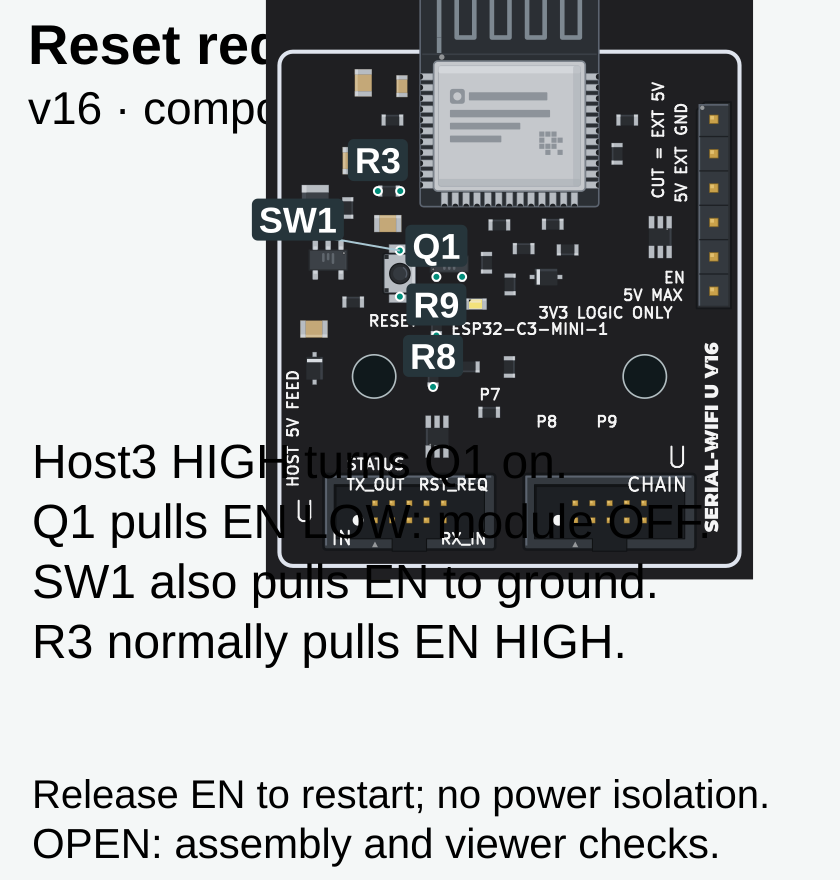 Reset
v16 · compo
CUT = EXT 5V
5V EXT GND
R3
SW1
Q1
EN
5V MAX
R9
3V3 LOGIC ONLY
RESET
ESP32-C3-MINI-1
R8
SERIAL-WIFI U V16
HOST 5V FEED
P7
P8 P9
Host3 HIGH turns Q1 on.
STATUS
U
TX_OUT RST_REQ
CHAIN
U
Q1 pulls EN LOW: module OFF.
IN
RX_IN
SW1 also pulls EN to ground.
R3 normally pulls EN HIGH.
Release EN to restart; no power isolation.
OPEN: assembly and viewer checks.